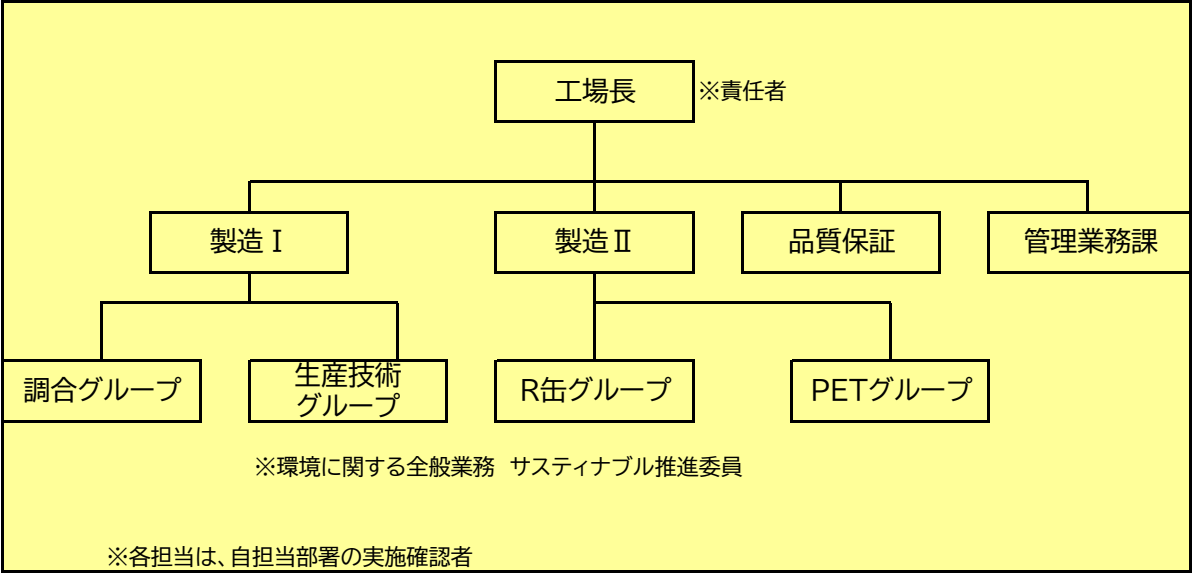 工場長
※責任者
製造Ⅰ
製造Ⅱ
品質保証
管理業務課
調合グループ
生産技術
グループ
R缶グループ
PETグループ
※環境に関する全般業務　サスティナブル推進委員
※各担当は、自担当部署の実施確認者